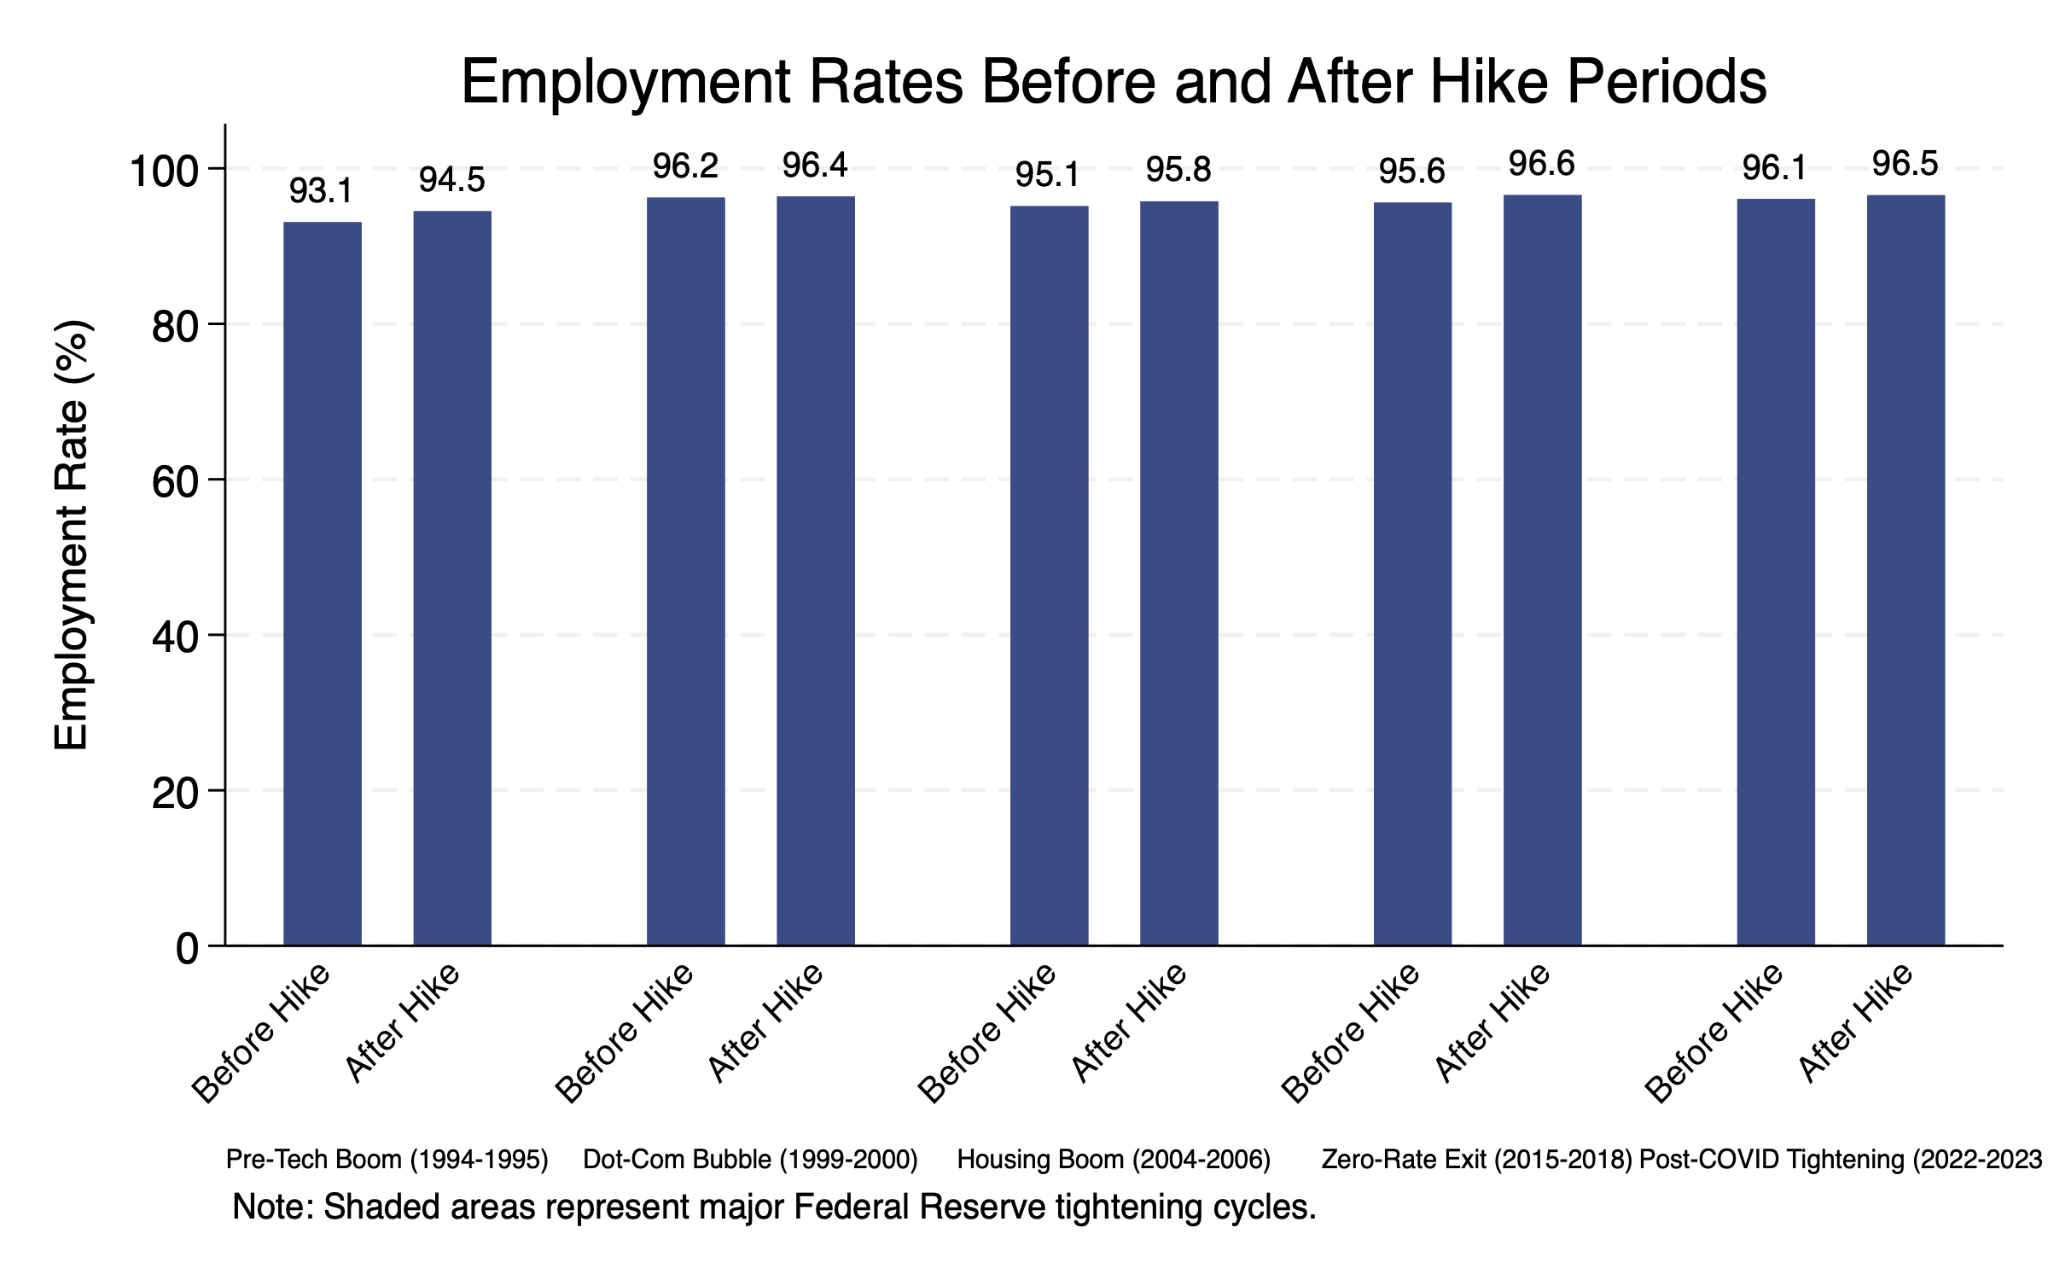 Employment Rates Before and After Hike Periods
Employment Rate (%)
100
80
60
40
20
0
93.1
94.5
96.2
96.4
95.1
95.8
95.6
96.6
96.1
96.5
Before Hike
After Hike
Before Hike
After Hike
Before Hike
After Hike
Before Hike
After Hike
Before Hike
After Hike
Pre-Tech Boom (1994-1995)
Dot-Com Bubble (1999-2000)
Housing Boom (2004-2006)
Zero-Rate Exit (2015-2018)
Post-COVID Tightening (2022-2023
Note: Shaded areas represent major Federal Reserve tightening cycles.